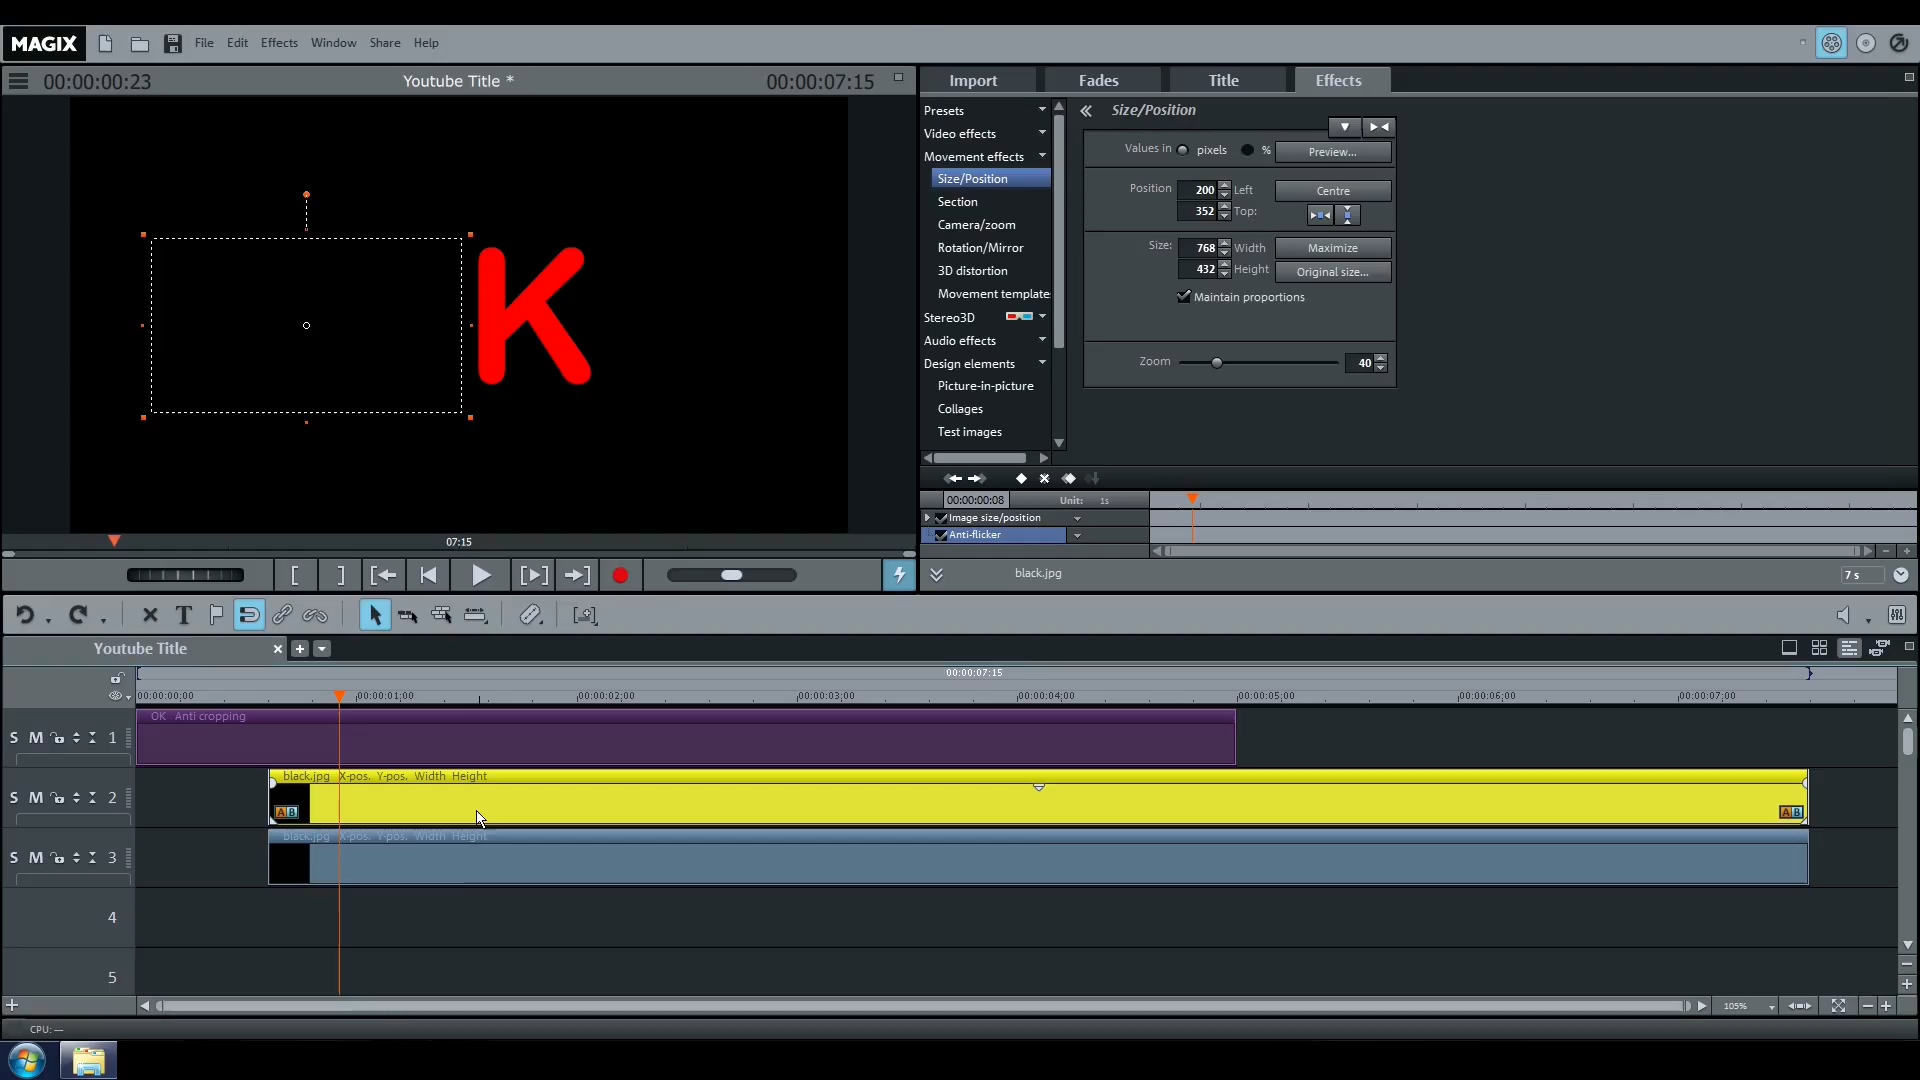 MAGIX File Edit Effects Window Share Help
00:00:00:23 Youtube Title * 00:00:07:15
Import Fades Title Effects
Presets
Video effects
Movement effects
Size/Position
Section
Camera/zoom
Rotation/Mirror
3D distortion
Movement template
Stereo3D
Audio effects
Design elements
Picture-in-picture
Collages
Test images
Size/Position
Values in pixels % Preview...
Position 200 Left Centre
352 Top:
Size: 768 Width Maximize
432 Height Original size...
Maintain proportions
Zoom 40
K
07:15
00:00:00:08 Unit: 1s
Image size/position
Anti-flicker
black.jpg 7 s
Youtube Title
00:00:07:15
00:00:00;00 00:00:01;00 00:00:02;00 00:00:03;00 00:00:04;00 00:00:05;00 00:00:06;00 00:00:07;00
S M 1
OK Anti cropping
S M 2
black.jpg X-pos. Y-pos. Width Height
AB AB
S M 3
black.jpg X-pos. Y-pos. Width Height
4
5
105%
CPU: —